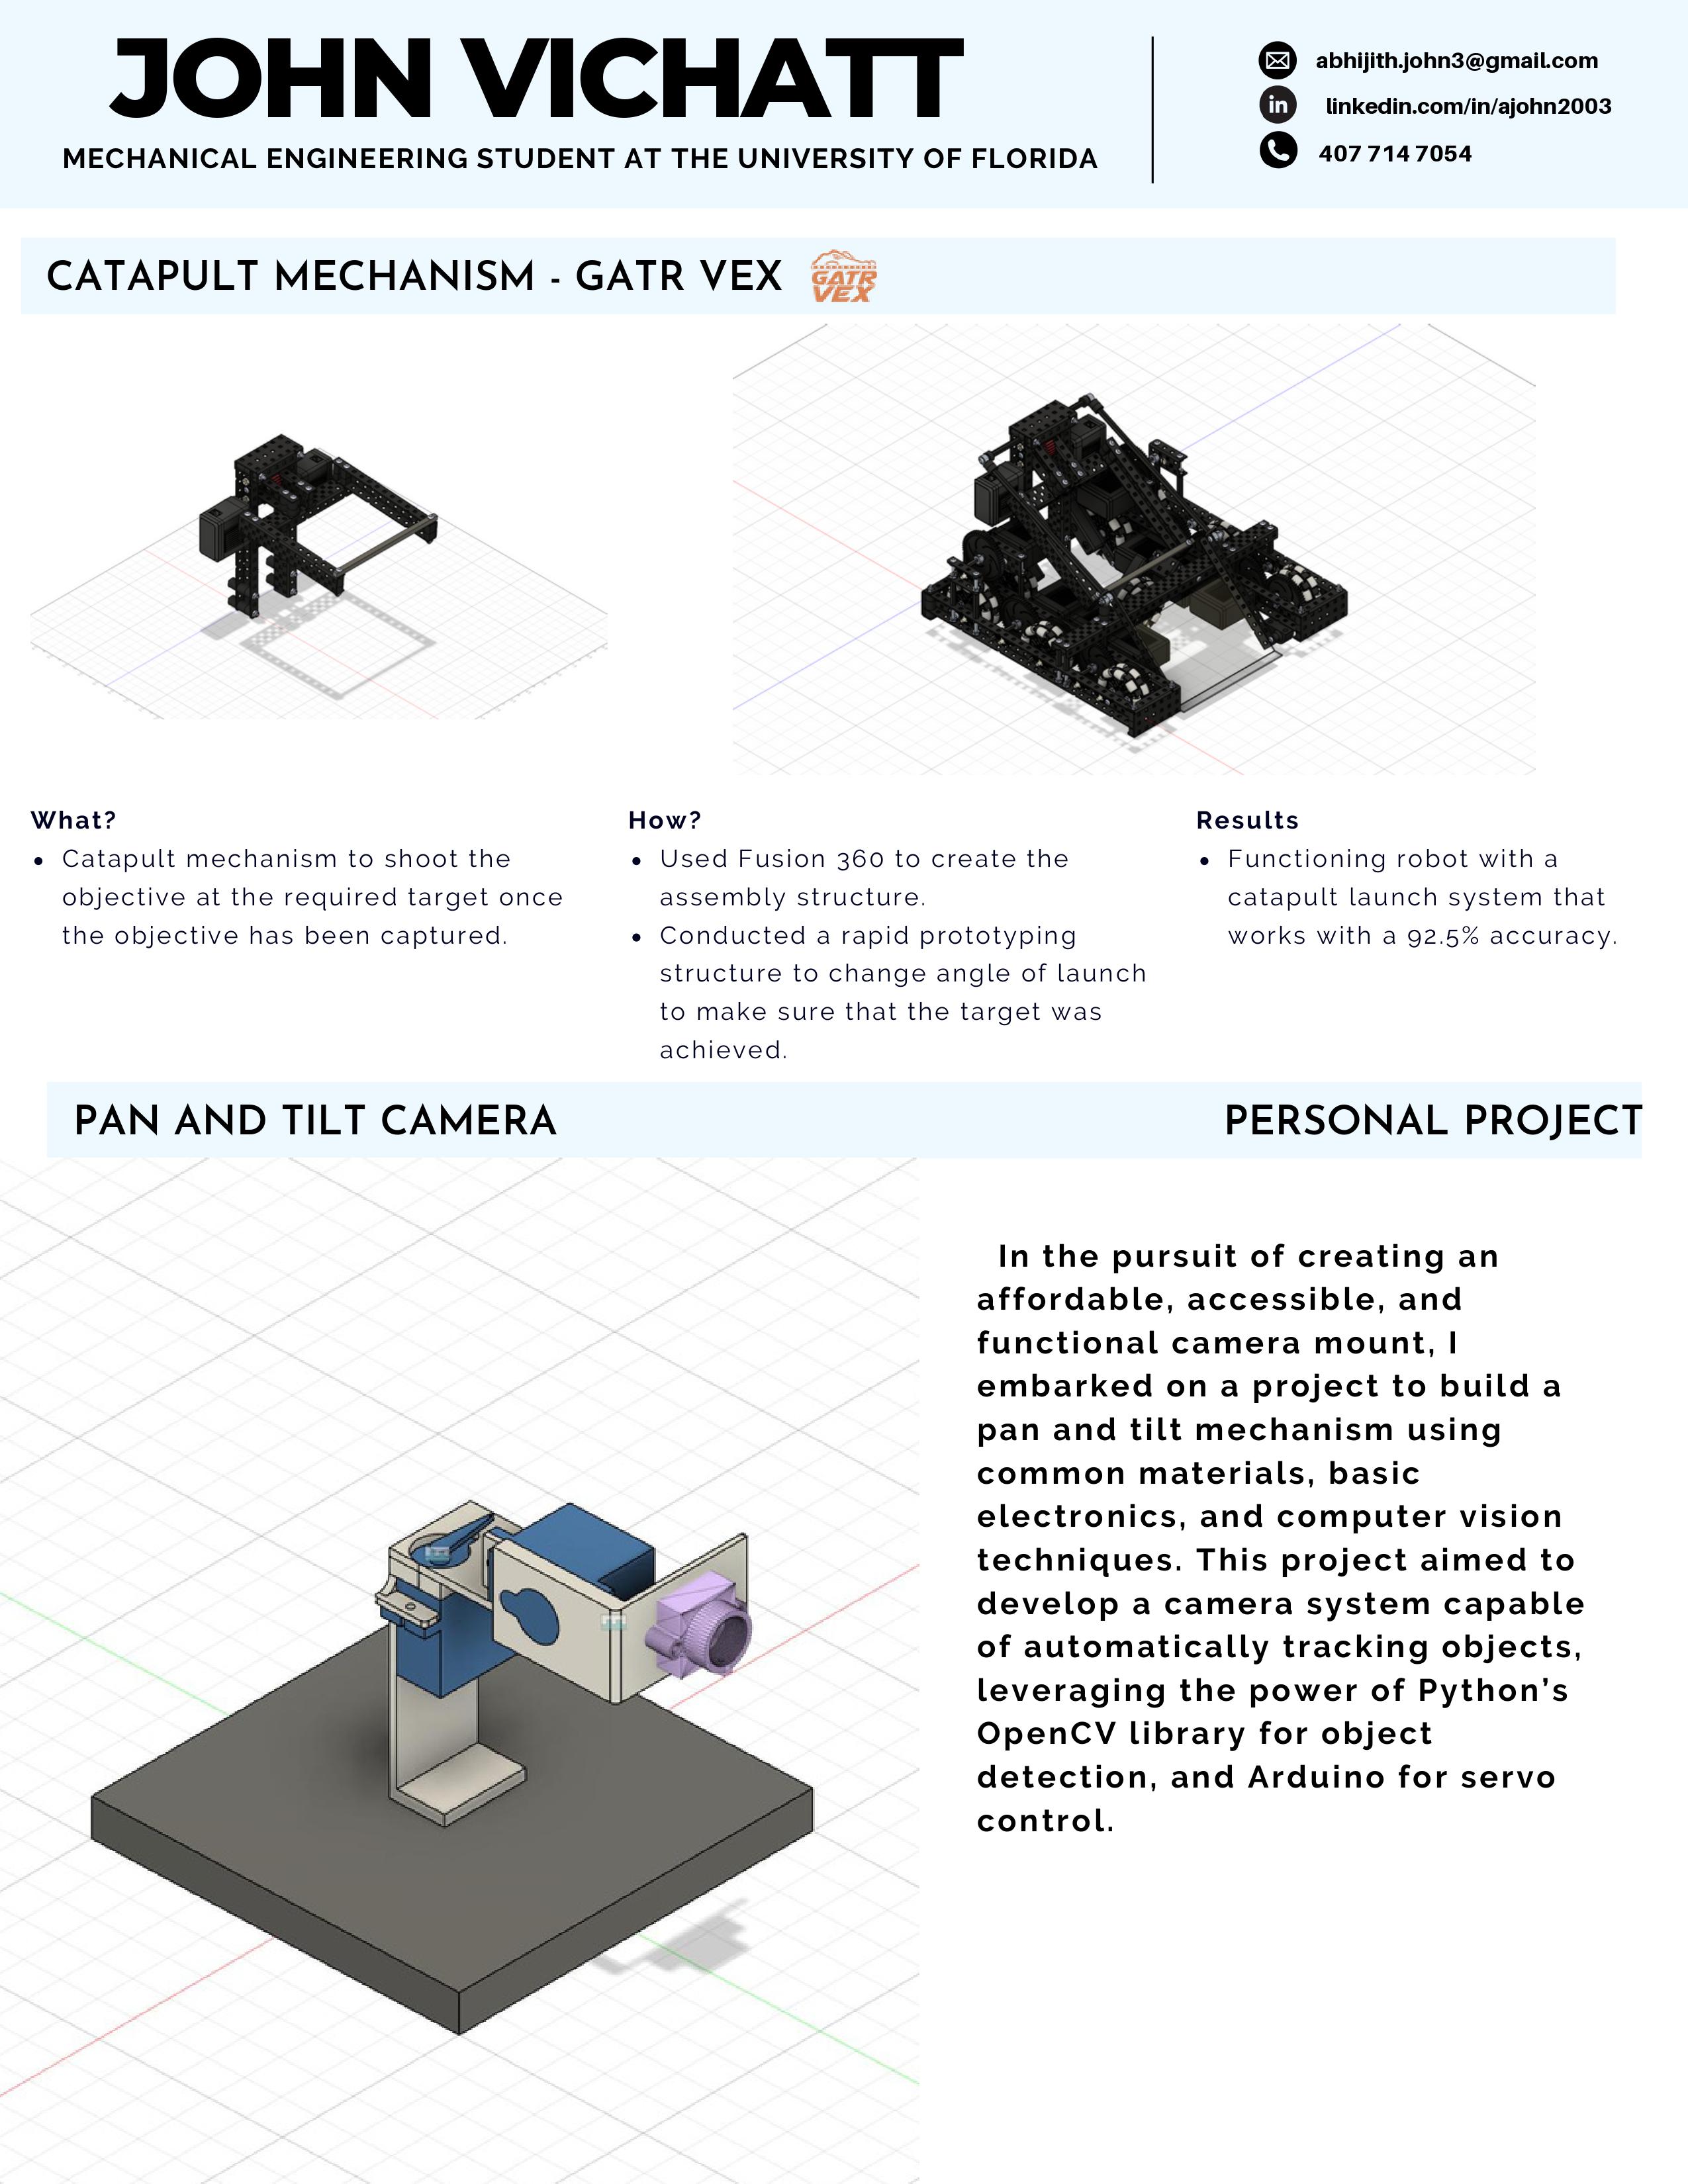 JOHN VICHATT
MECHANICAL ENGINEERING STUDENT AT THE UNIVERSITY OF FLORIDA
abhijith.john3@gmail.com
linkedin.com/in/ajohn2003
407 714 7054
CATAPULT MECHANISM - GATR VEX
GATR
VEX
What?
• Catapult mechanism to shoot the
objective at the required target once
the objective has been captured.
How?
• Used Fusion 360 to create the
assembly structure.
• Conducted a rapid prototyping
structure to change angle of launch
to make sure that the target was
achieved.
Results
• Functioning robot with a
catapult launch system that
works with a 92.5% accuracy.
PAN AND TILT CAMERA
PERSONAL PROJECT
In the pursuit of creating an
affordable, accessible, and
functional camera mount, I
embarked on a project to build a
pan and tilt mechanism using
common materials, basic
electronics, and computer vision
techniques. This project aimed to
develop a camera system capable
of automatically tracking objects,
leveraging the power of Python’s
OpenCV library for object
detection, and Arduino for servo
control.